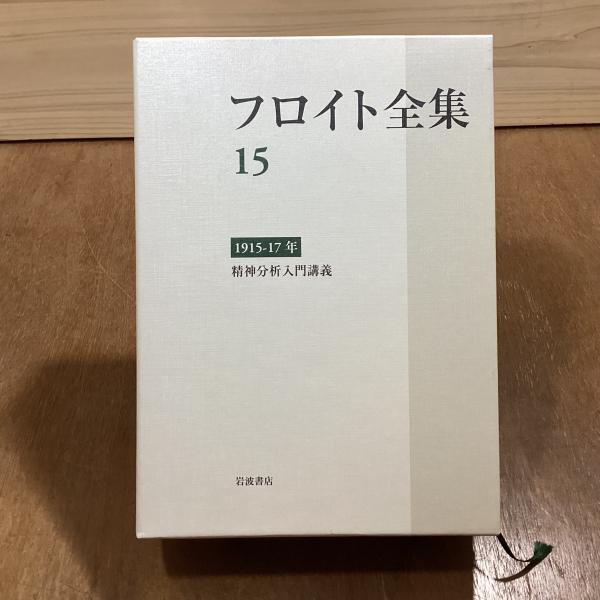 フロイト全集
15
1915-17年
精神分析入門講義
岩波書店